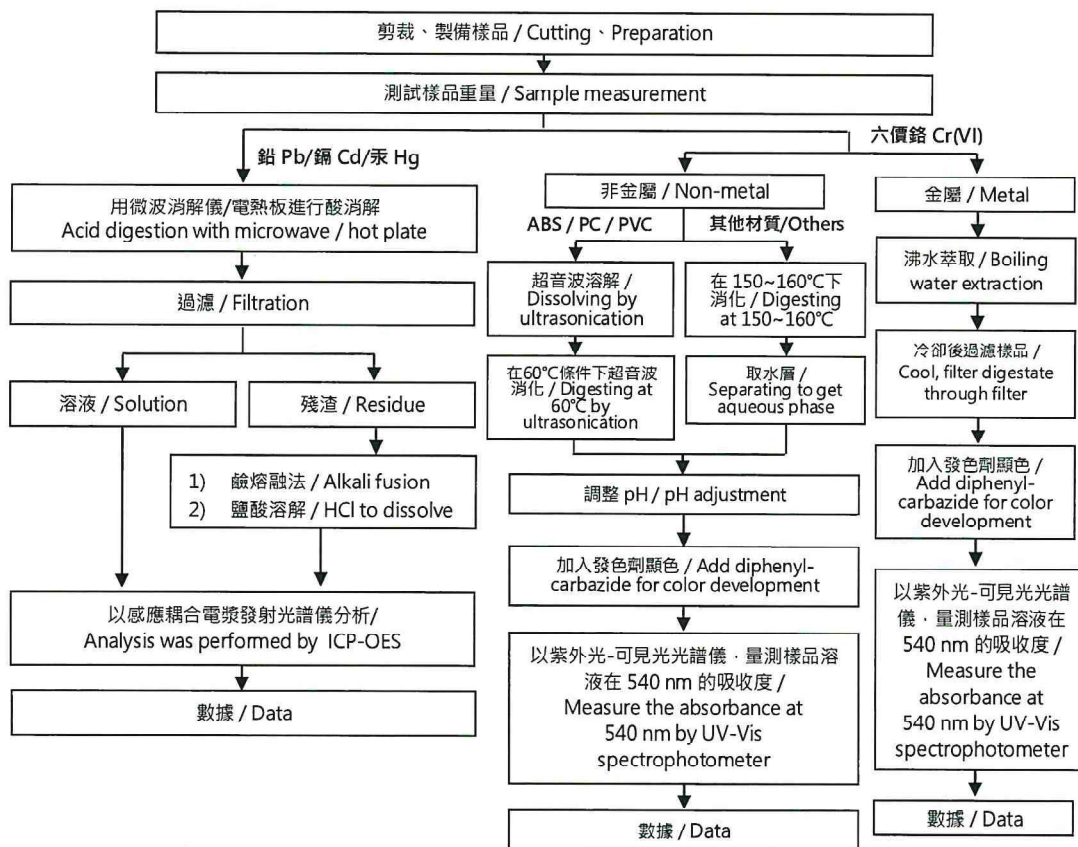 剪裁、製備樣品 / Cutting、Preparation
測試樣品重量 / Sample measurement
鉛 Pb/鎘 Cd/汞 Hg
六價鉻 Cr(VI)
用微波消解儀/電熱板進行酸消解
Acid digestion with microwave / hot plate
過濾 / Filtration
溶液 / Solution
殘渣 / Residue
1) 鹼熔融法 / Alkali fusion
2) 鹽酸溶解 / HCl to dissolve
以感應耦合電漿發射光譜儀分析/
Analysis was performed by ICP-OES
數據 / Data
非金屬 / Non-metal
ABS / PC / PVC
其他材質/Others
超音波溶解 /
Dissolving by
ultrasonication
在 150~160℃下
消化 / Digesting
at 150~160℃
在60℃條件下超音波
消化 / Digesting at
60℃ by
ultrasonication
取水層 /
Separating to get
aqueous phase
調整 pH / pH adjustment
加入發色劑顯色 / Add diphenyl-
carbazide for color development
以紫外光-可見光光譜儀，量測樣品溶
液在 540 nm 的吸收度 /
Measure the absorbance at
540 nm by UV-Vis
spectrophotometer
數據 / Data
金屬 / Metal
沸水萃取 / Boiling
water extraction
冷卻後過濾樣品 /
Cool, filter digestate
through filter
加入發色劑顯色 /
Add diphenyl-
carbazide for color
development
以紫外光-可見光光譜
儀，量測樣品溶液在
540 nm 的吸收度 /
Measure the
absorbance at
540 nm by UV-Vis
spectrophotometer
數據 / Data